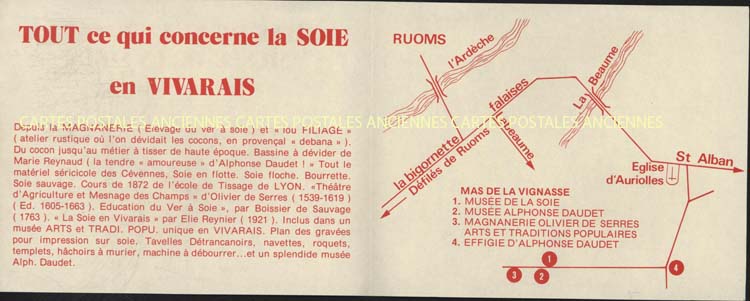 TOUT ce qui concerne la SOIE
en VIVARAIS
CARTES POSTALES ANCIENNES CARTES POSTALES ANCIENNES CARTES POSTALES ANCIENNES
Depuis la MAGNANERIE ( Elevage du ver à soie ) et « lou FILIAGE »
( atelier rustique où l'on dévidait les cocons, en provençal « debana » ).
Du cocon jusqu'au métier à tisser de haute époque. Bassine à dévider de
Marie Reynaud ( la tendre « amoureuse » d'Alphonse Daudet ! » Tout le
matériel séricicole des Cévennes, Soie en flotte. Soie floche. Bourrette.
Soie sauvage. Cours de 1872 de l'école de Tissage de LYON. «Théâtre
d'Agriculture et Mesnage des Champs » d'Olivier de Serres ( 1539-1619 )
( Ed. 1605-1663 ). Education du Ver à Soie », par Boissier de Sauvage
( 1763 ). « La Soie en Vivarais » par Elie Reynier ( 1921 ). Inclus dans un
musée ARTS et TRADI. POPU. unique en VIVARAIS. Plan des gravées
pour impression sur soie. Tavelles Détrancanoirs, navettes, roquets,
templets, hâchoirs à murier, machine à débourrer...et un splendide musée
Alph. Daudet.
RUOMS
l'Ardèche
La Beaume
falaises
la bigornette
Défilés de Ruoms
St Alban
Eglise
d'Auriolles
MAS DE LA VIGNASSE
1. MUSÉE DE LA SOIE
2. MUSÉE ALPHONSE DAUDET
3. MAGNANERIE OLIVIER DE SERRES
ARTS ET TRADITIONS POPULAIRES
4. EFFIGIE D'ALPHONSE DAUDET
1
3
2
4